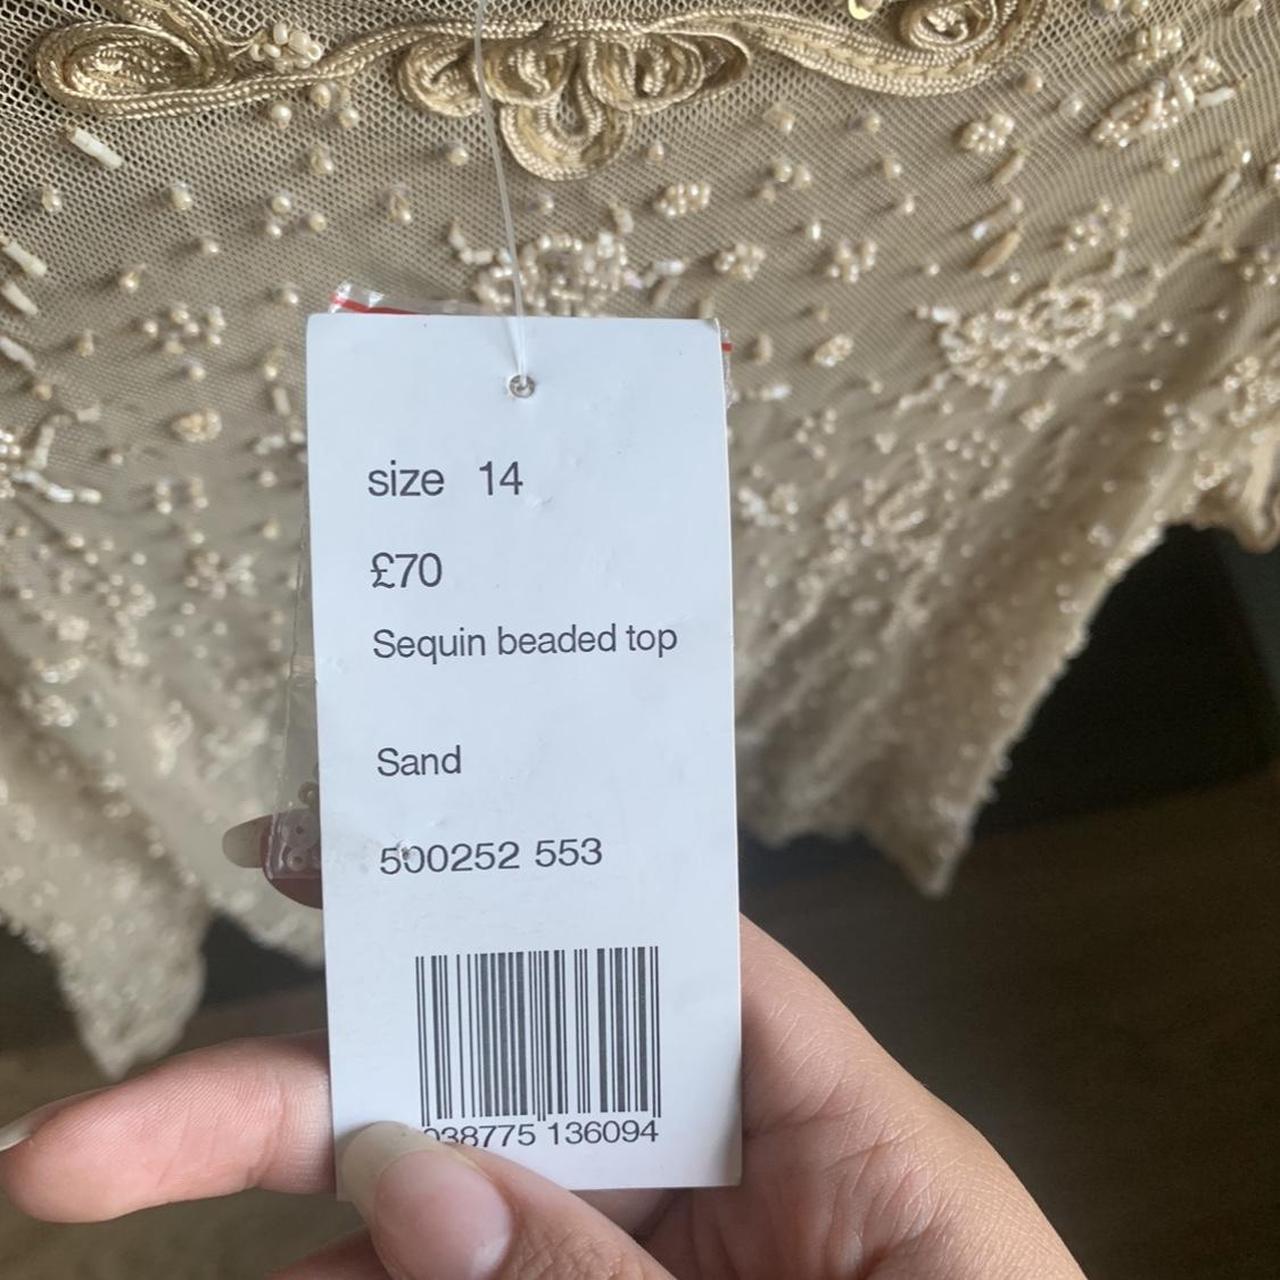 size 14
£70
Sequin beaded top
Sand
500252 553
038775 136094